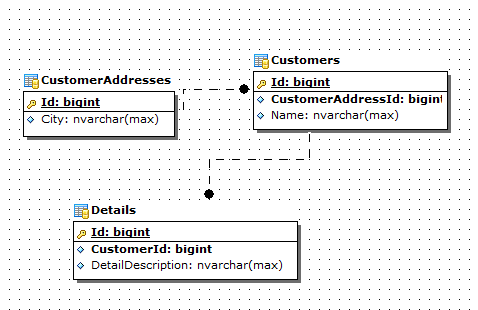 CustomerAddresses
Id: bigint
City: nvarchar(max)
Customers
Id: bigint
CustomerAddressId: bigint
Name: nvarchar(max)
Details
Id: bigint
CustomerId: bigint
DetailDescription: nvarchar(max)